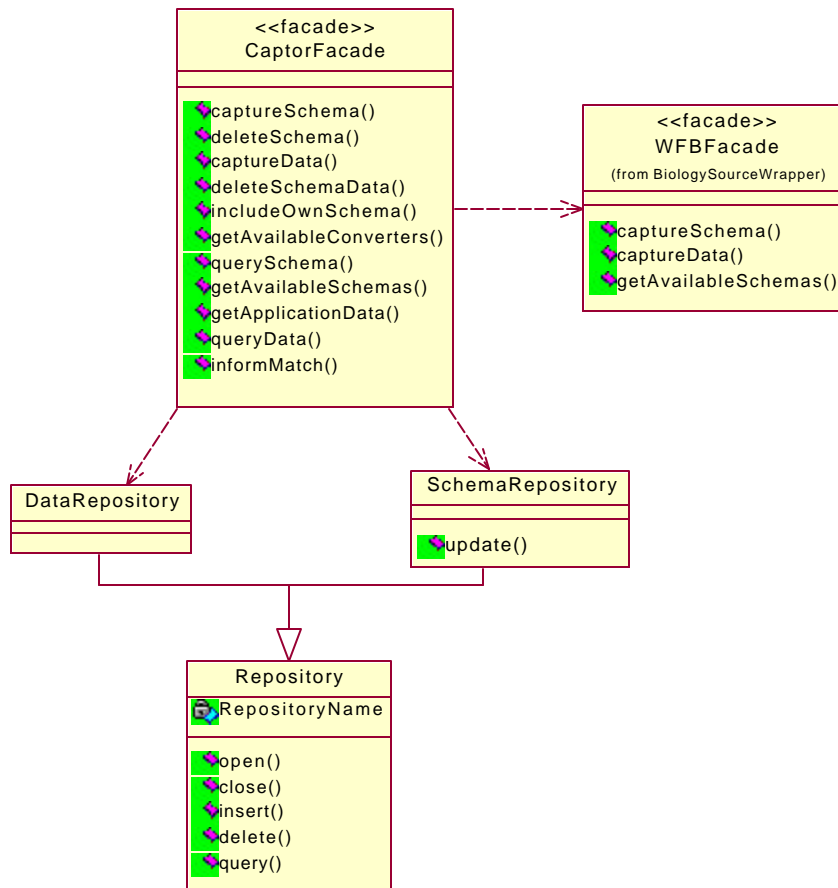 <<facade>>
CaptorFacade
captureSchema()
deleteSchema()
captureData()
deleteSchemaData()
includeOwnSchema()
getAvailableConverters()
querySchema()
getAvailableSchemas()
getApplicationData()
queryData()
informMatch()
<<facade>>
WFBFacade
(from BiologySourceWrapper)
captureSchema()
captureData()
getAvailableSchemas()
DataRepository
SchemaRepository
update()
Repository
RepositoryName
open()
close()
insert()
delete()
query()